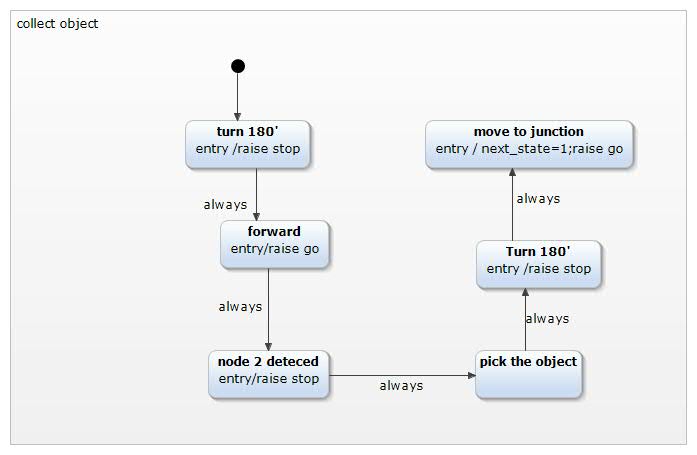 collect object
turn 180'
entry /raise stop
always
forward
entry/raise go
always
node 2 deteced
entry/raise stop
always
pick the object
always
Turn 180'
entry /raise stop
always
move to junction
entry / next_state=1;raise go